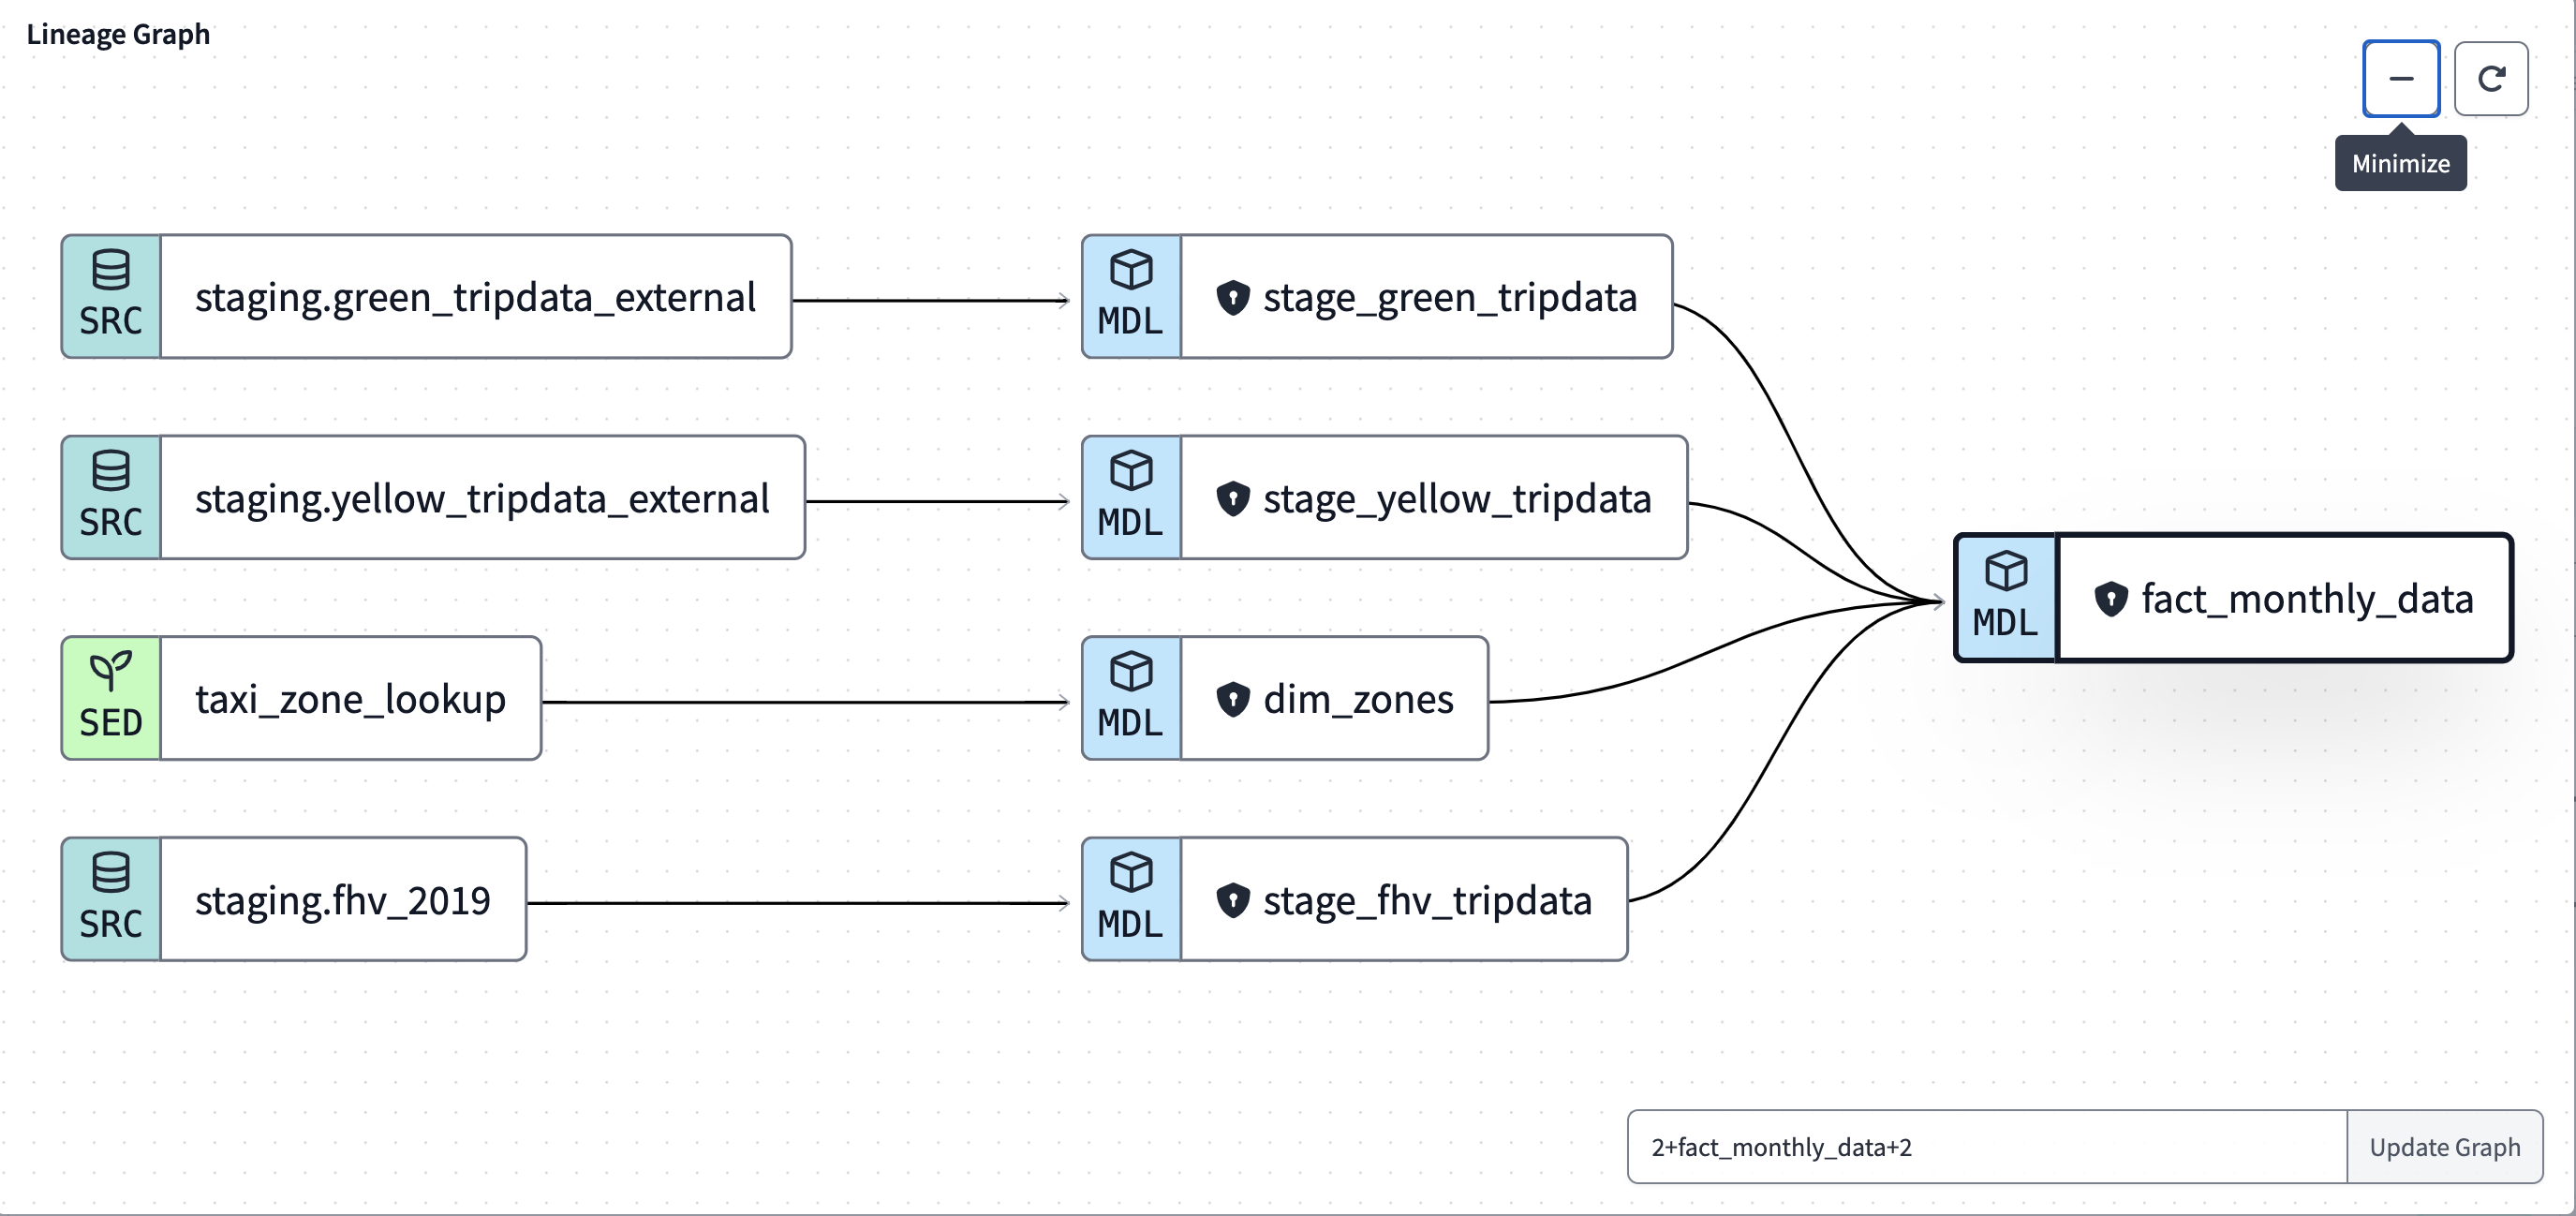 Lineage Graph
Minimize
SRC
staging.green_tripdata_external
MDL
stage_green_tripdata
SRC
staging.yellow_tripdata_external
MDL
stage_yellow_tripdata
MDL
fact_monthly_data
SED
taxi_zone_lookup
MDL
dim_zones
SRC
staging.fhv_2019
MDL
stage_fhv_tripdata
2+fact_monthly_data+2
Update Graph